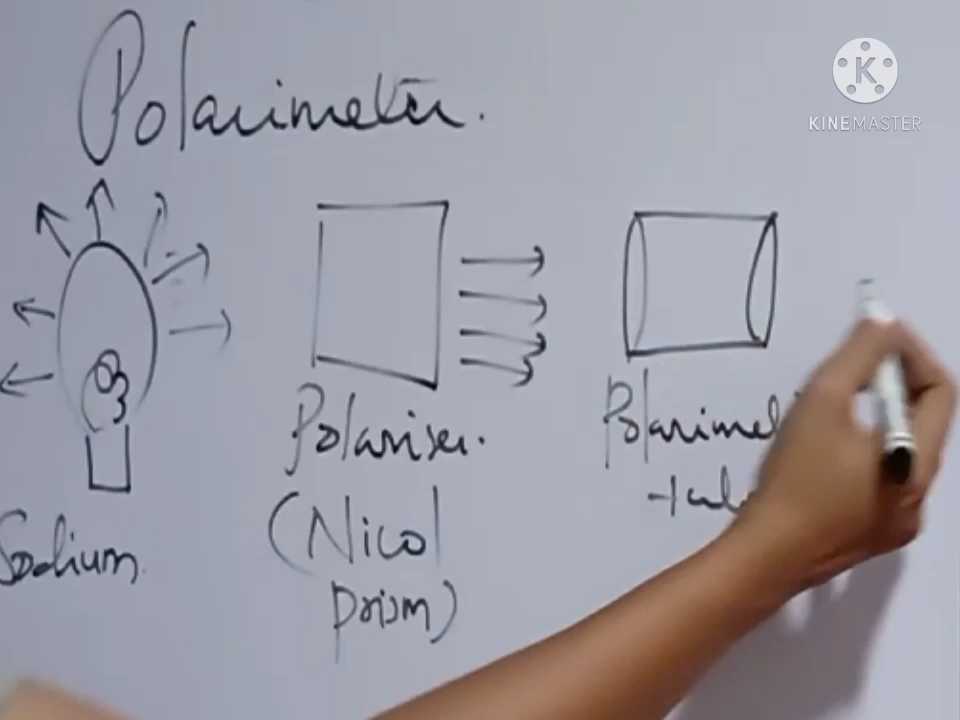 Polarimeter.
K
KINEMASTER
Polariser.
Sodium
(Nicol
prism)